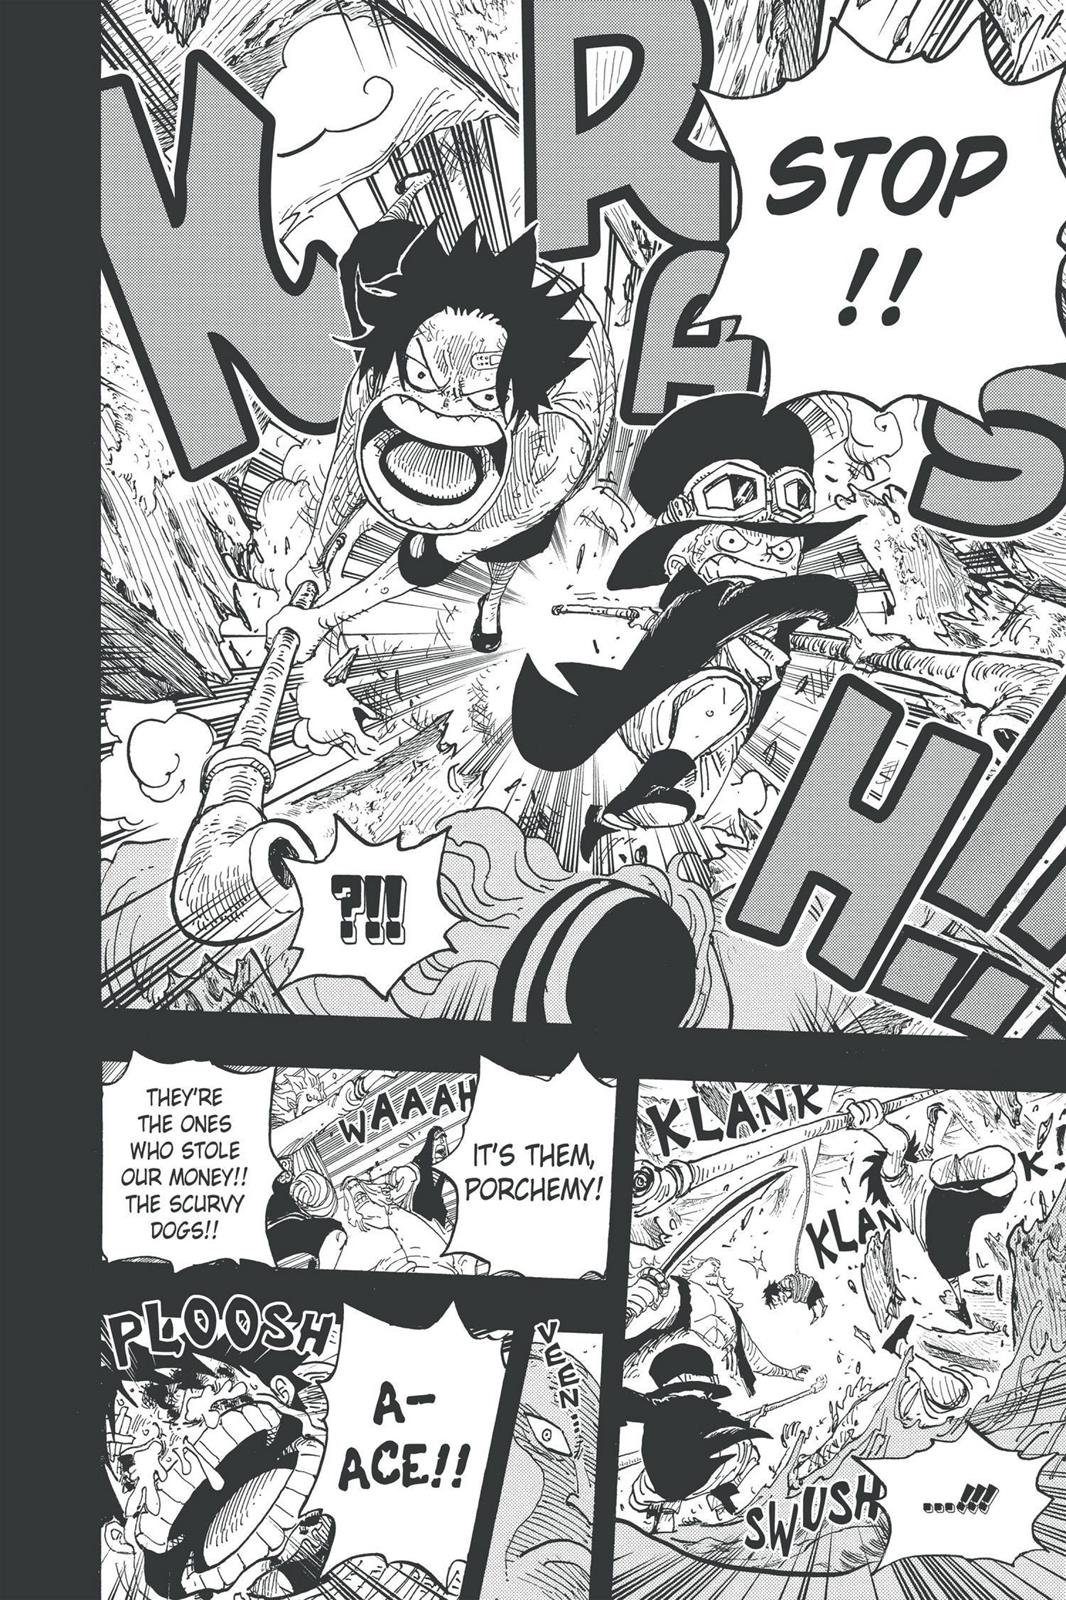 STOP
!!
KRASH!!!
?!!
KLANK
K!
KLAN
SWUSH
...!!!
IT'S THEM,
PORCHEMY!
WAAAH
THEY'RE
THE ONES
WHO STOLE
OUR MONEY!!
THE SCURVY
DOGS!!
VEEN...
A-
ACE!!
PLOOSH